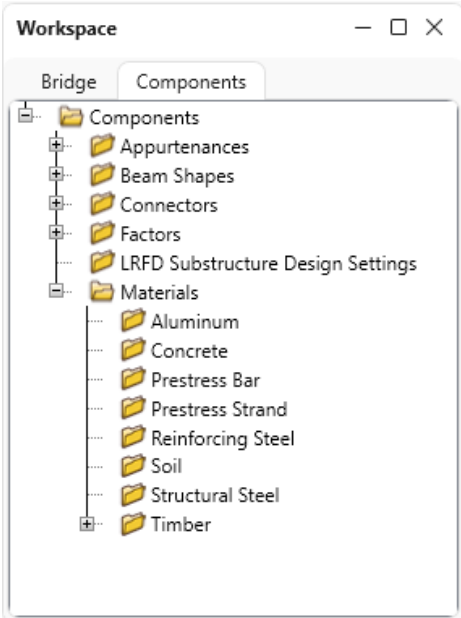 Workspace
Bridge Components
Components
Appurtenances
Beam Shapes
Connectors
Factors
LRFD Substructure Design Settings
Materials
Aluminum
Concrete
Prestress Bar
Prestress Strand
Reinforcing Steel
Soil
Structural Steel
Timber